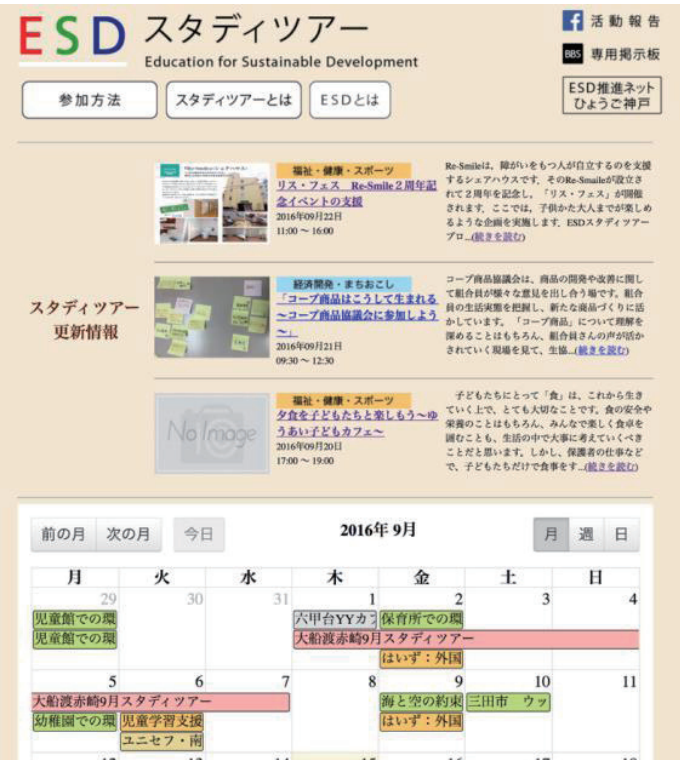 ESD スタディツアー
Education for Sustainable Development
活動報告
BBS 専用掲示板
参加方法
スタディツアーとは
ESDとは
ESD推進ネット
ひょうご神戸
スタディツアー
更新情報
福祉・健康・スポーツ
リス・フェス Re-Smile２周年記
念イベントの支援
2016年09月22日
11:00 ～ 16:00
Re-Smileは、障がいをもつ人が自立するのを支援
するシェアハウスです。そのRe-Smaileが設立さ
れて２周年を記念し、「リス・フェス」が開催
されます。ここでは、子供かた大人までが楽しめ
るような企画を実施します。ESDスタディツアー
プロ...(続きを読む)
経済開発・まちおこし
「コープ商品はこうして生まれる
～コープ商品協議会に参加しよう
～」
2016年09月21日
09:30 ～ 12:30
コープ商品協議会は、商品の開発や改善に関し
て組合員が様々な意見を出し合う場です。組合
員の生活実態を把握し、新たな商品づくりに活
かしています。「コープ商品」について理解を
深めることはもちろん、組合員さんの声が活か
されていく現場を見て、生協...(続きを読む)
No Image
福祉・健康・スポーツ
夕食を子どもたちと楽しもう～ゆ
うあい子どもカフェ～
2016年09月20日
17:00 ～ 19:00
子どもたちにとって「食」は、これから生き
ていく上で、とても大切なことです。食の安全や
栄養のことはもちろん、みんなで楽しく食卓を
囲むことも、生活の中で大事に考えていくべき
ことだと思います。しかし、保護者の仕事など
で、子どもたちだけで食事をす...(続きを読む)
前の月 次の月 今日 2016年 9月 月 週 日
月 火 水 木 金 土 日
29 30 31 1 2 3 4
児童館での環 六甲台YYカフ 保育所での環
児童館での環 大船渡赤崎9月スタディツアー
はいず：外国
5 6 7 8 9 10 11
大船渡赤崎9月スタディツアー 海と空の約束 三田市 ウッ
幼稚園での環 児童学習支援 はいず：外国
ユニセフ・南